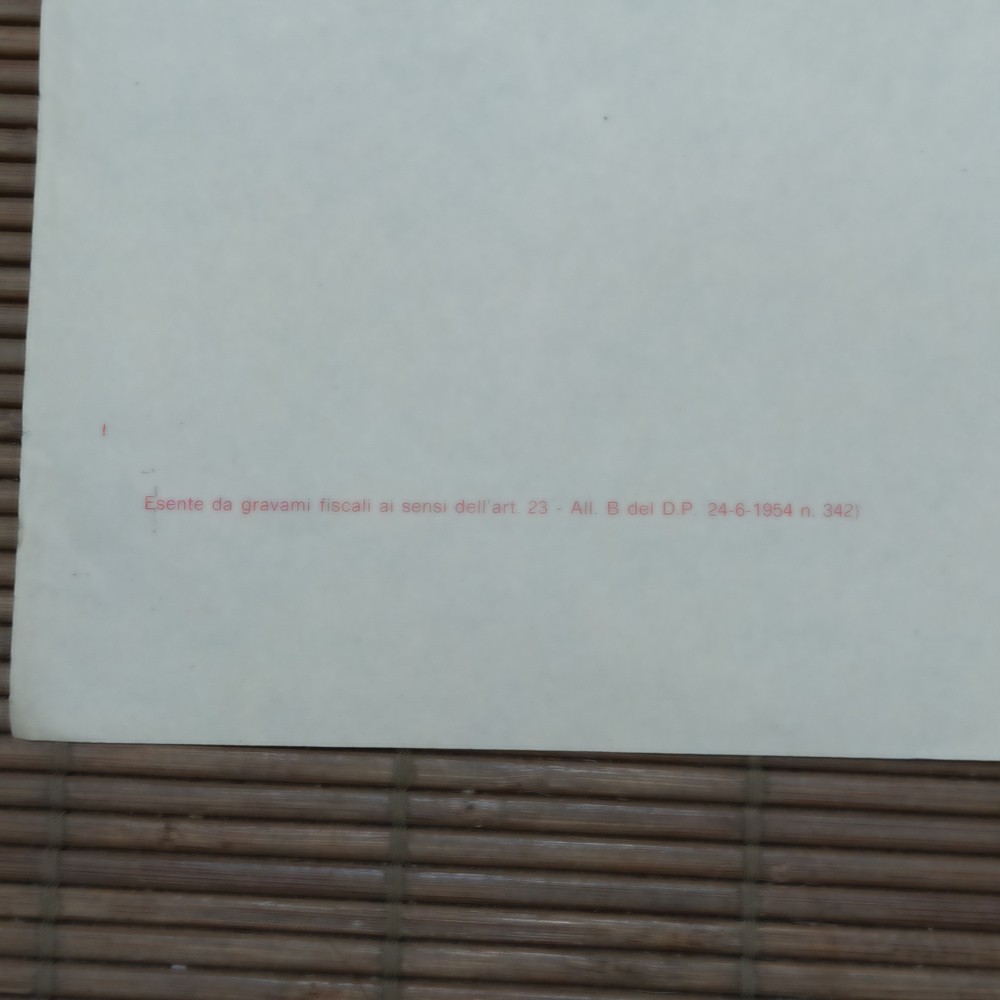 Esente da gravami fiscali ai sensi dell'art. 23 - All. B del D.P. 24-6-1954 n. 342)